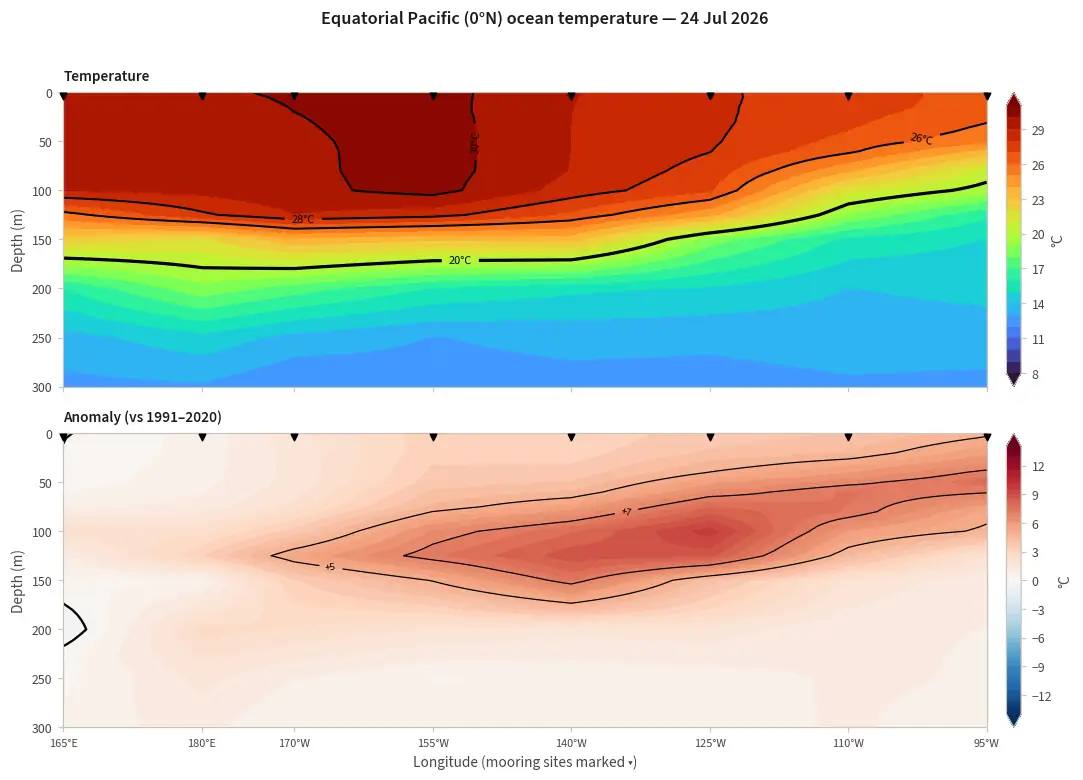 Equatorial Pacific (0°N) ocean temperature — 24 Jul 2026
Temperature
0
50
100
150
200
250
300
Depth (m)
30°C
28°C
26°C
20°C
29
26
23
20
17
14
11
8
°C
Anomaly (vs 1991–2020)
0
50
100
150
200
250
300
Depth (m)
+7
+5
12
9
6
3
0
−3
−6
−9
−12
°C
165°E 180°E 170°W 155°W 140°W 125°W 110°W 95°W
Longitude (mooring sites marked ▾)